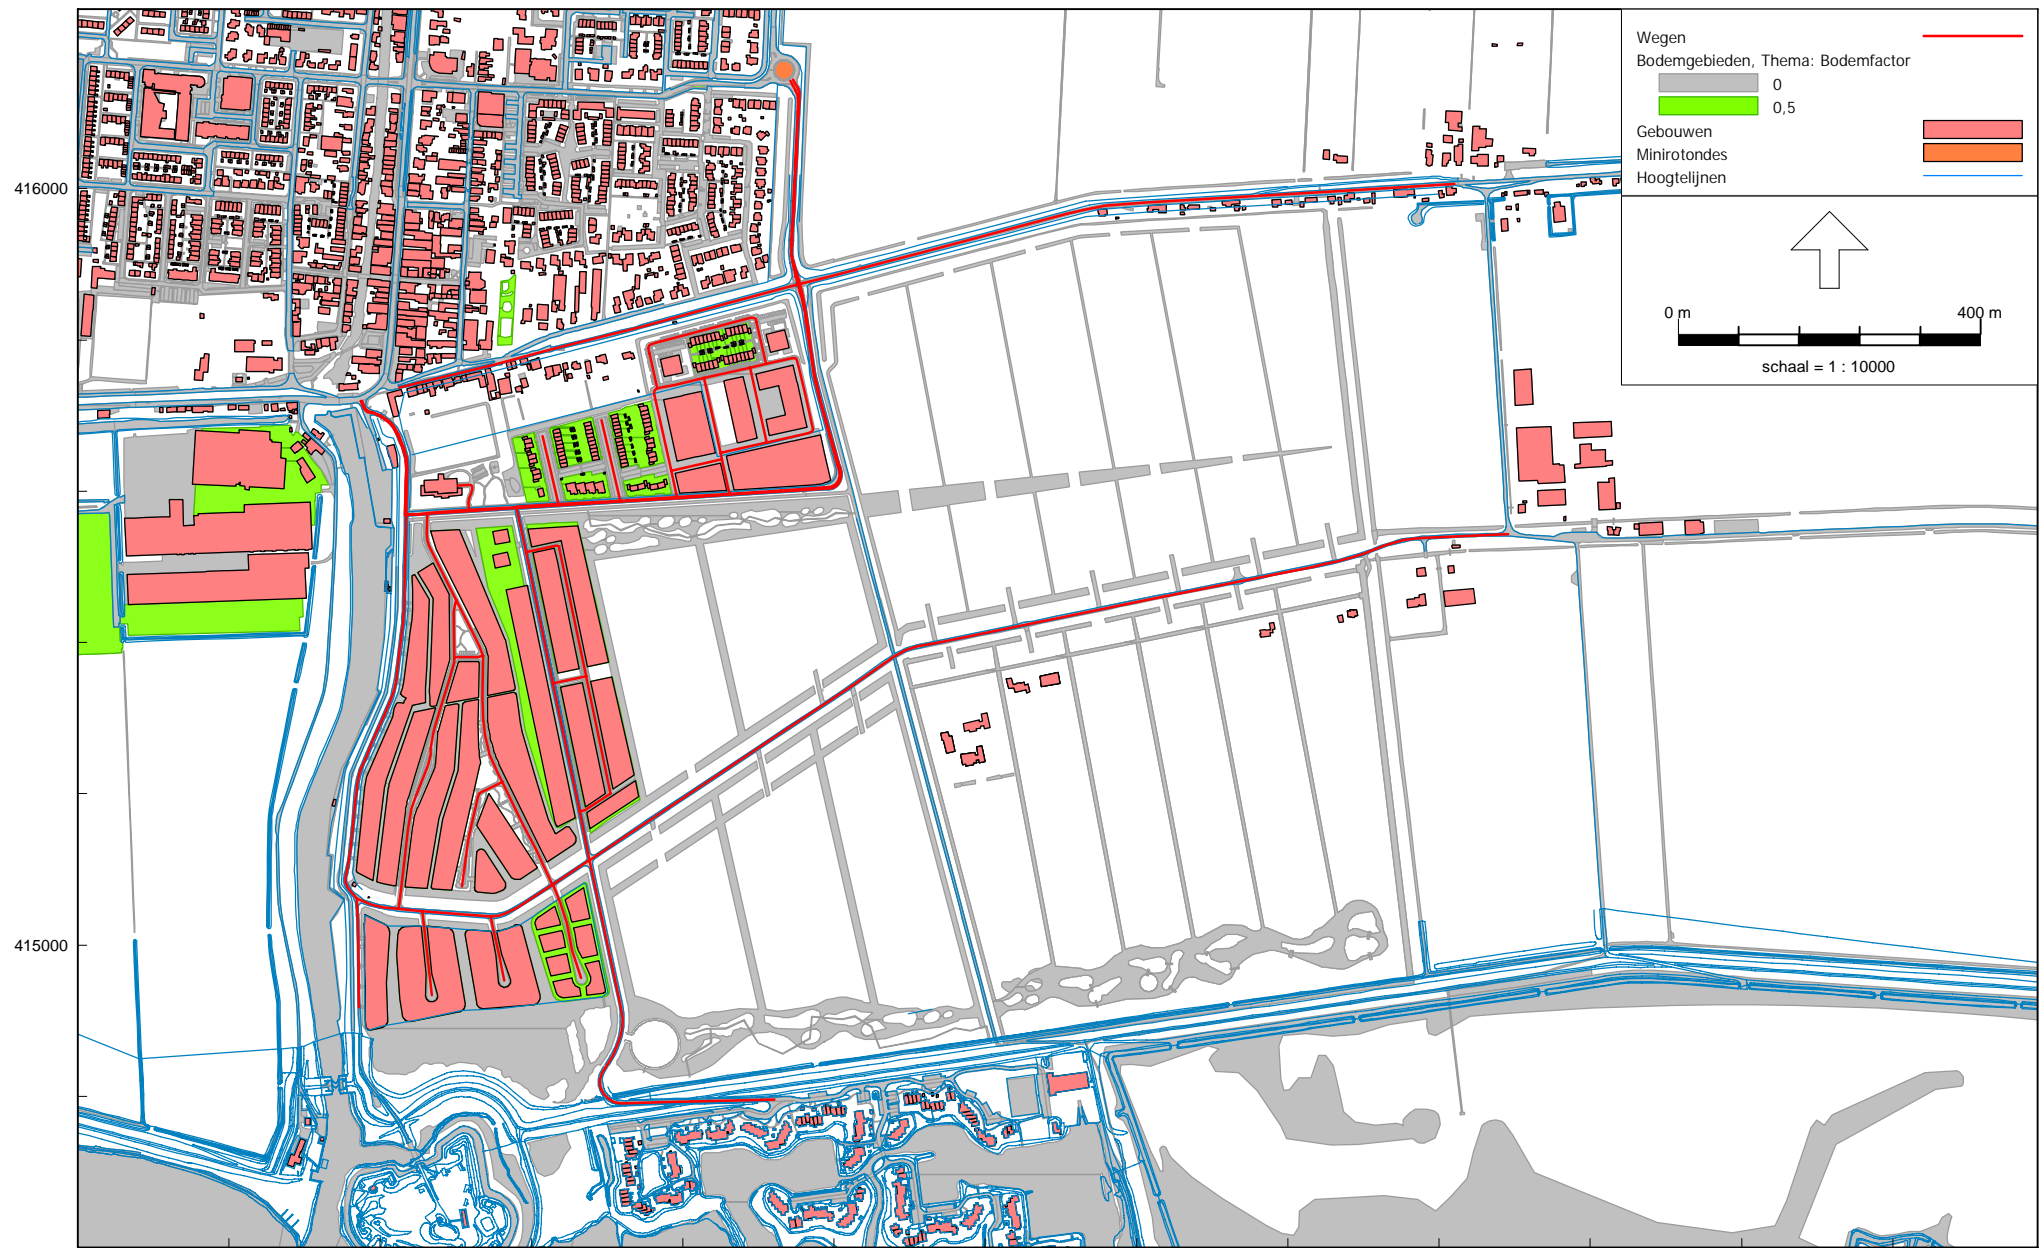 Wegen
Bodemgebieden, Thema: Bodemfactor
0
0,5
Gebouwen
Minirotondes
Hoogtelijnen
416000
0 m 400 m
schaal = 1 : 10000
415000